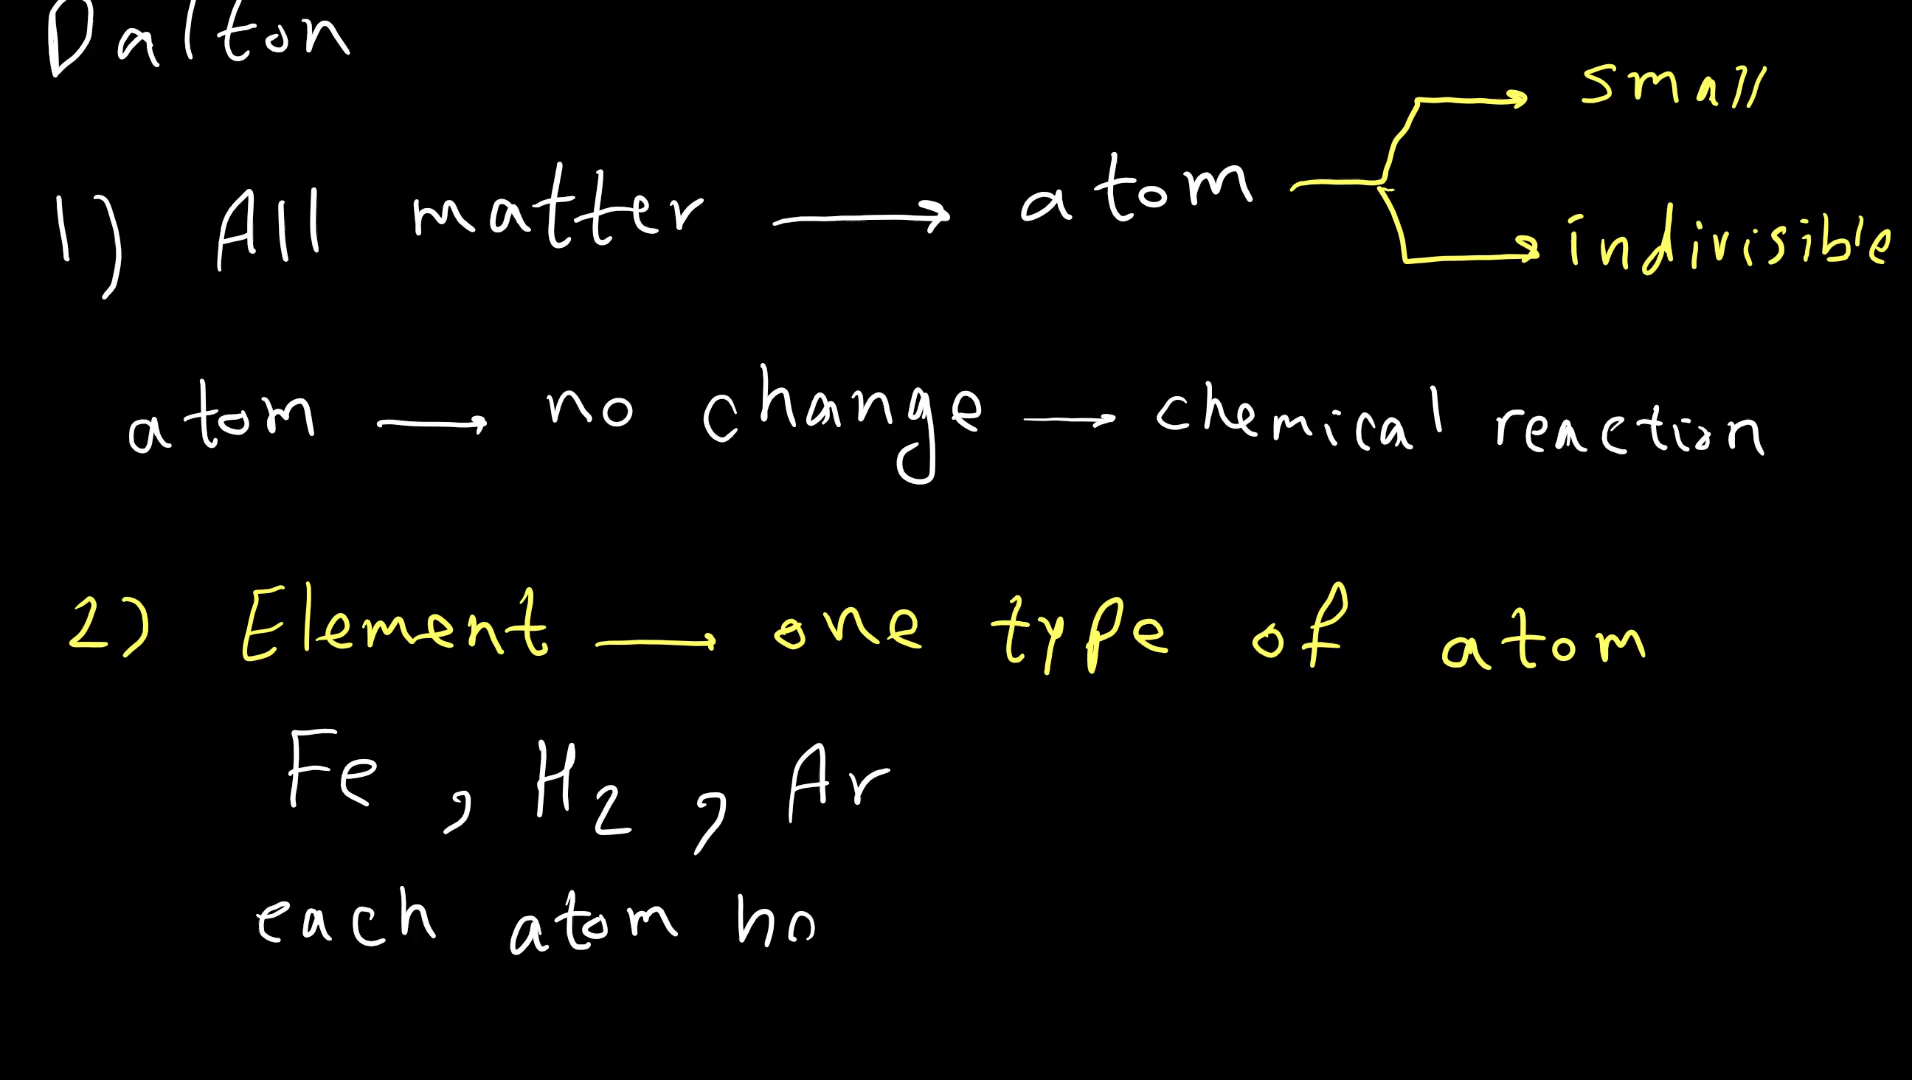 Dalton
small
1) All matter → atom
indivisible
atom → no change → chemical reaction
2) Element → one type of atom
Fe, H2, Ar
each atom